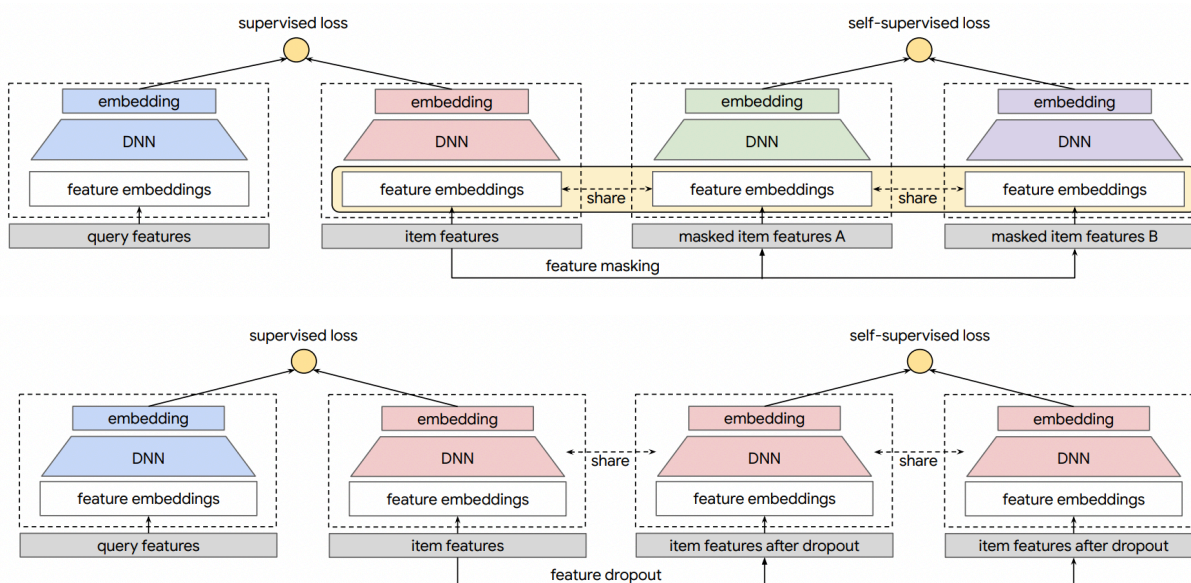 supervised loss
self-supervised loss
embedding
embedding
embedding
embedding
DNN
DNN
DNN
DNN
feature embeddings
feature embeddings
share
feature embeddings
share
feature embeddings
query features
item features
masked item features A
masked item features B
feature masking
supervised loss
self-supervised loss
embedding
embedding
embedding
embedding
DNN
DNN
share
DNN
share
DNN
feature embeddings
feature embeddings
feature embeddings
feature embeddings
query features
item features
item features after dropout
item features after dropout
feature dropout